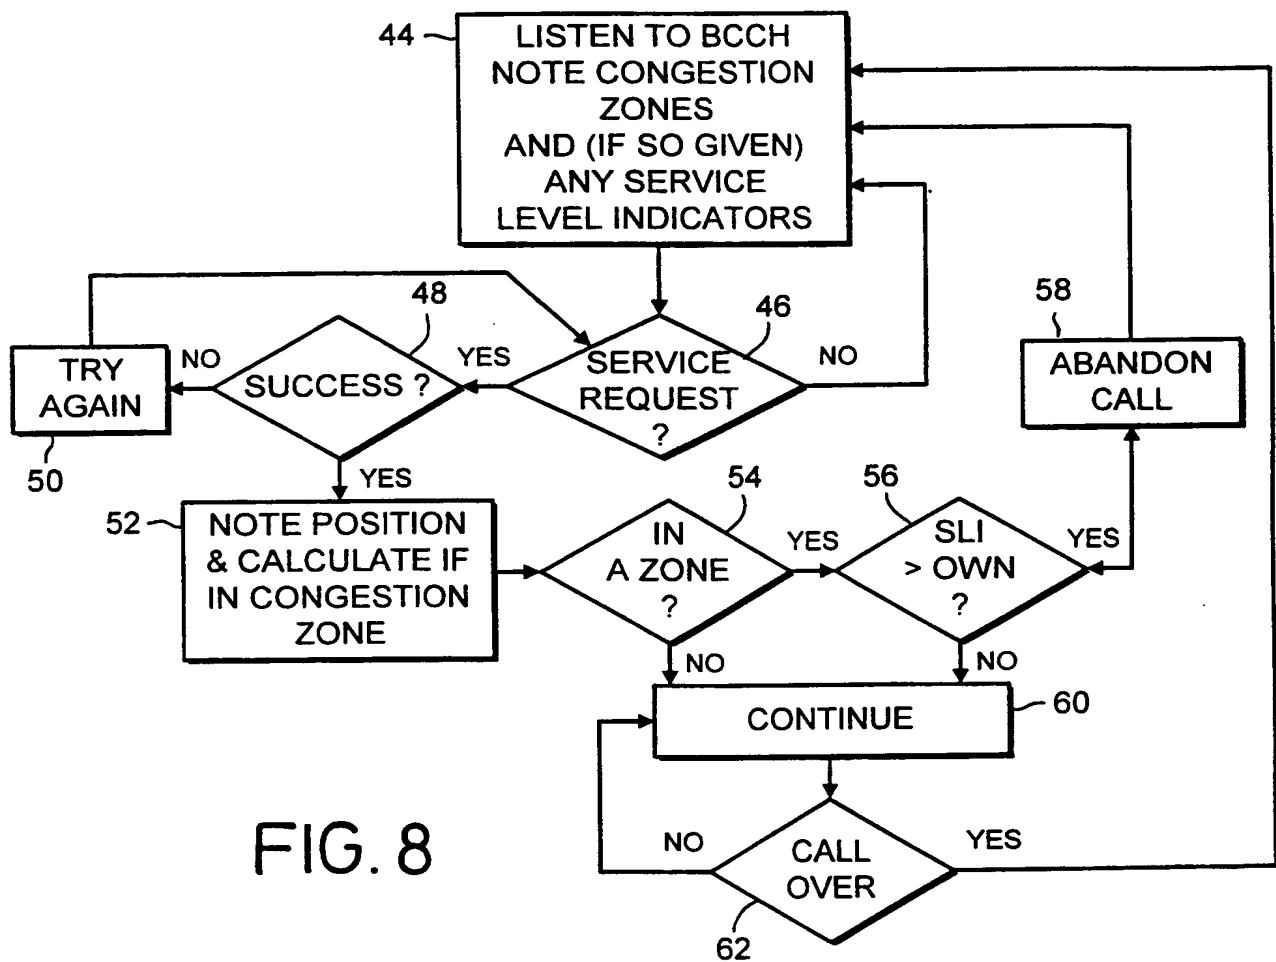 44
LISTEN TO BCCH
NOTE CONGESTION
ZONES
AND (IF SO GIVEN)
ANY SERVICE
LEVEL INDICATORS
48
46
58
NO
TRY
AGAIN
50
SUCCESS ?
YES
SERVICE
REQUEST
?
NO
ABANDON
CALL
YES
52
NOTE POSITION
& CALCULATE IF
IN CONGESTION
ZONE
54
IN
A ZONE
?
YES
56
SLI
> OWN
?
YES
NO
NO
CONTINUE
60
NO
CALL
OVER
YES
62
FIG. 8